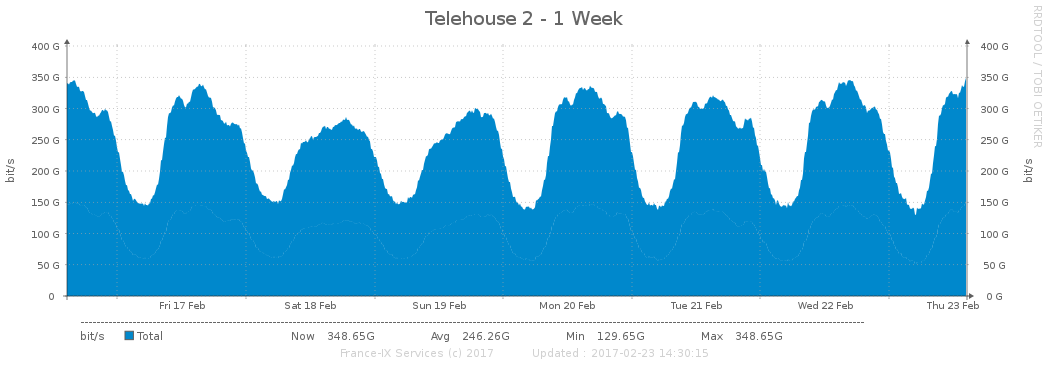 Telehouse 2 - 1 Week
RRDTOOL / TOBI OETIKER
400 G 400 G
350 G 350 G
300 G 300 G
250 G 250 G
200 G 200 G
150 G 150 G
100 G 100 G
50 G 50 G
0 0 G
bit/s
bit/s
Fri 17 Feb Sat 18 Feb Sun 19 Feb Mon 20 Feb Tue 21 Feb Wed 22 Feb Thu 23 Feb
bit/s Total Now 348.65G Avg 246.26G Min 129.65G Max 348.65G
France-IX Services (c) 2017 Updated : 2017-02-23 14:30:15